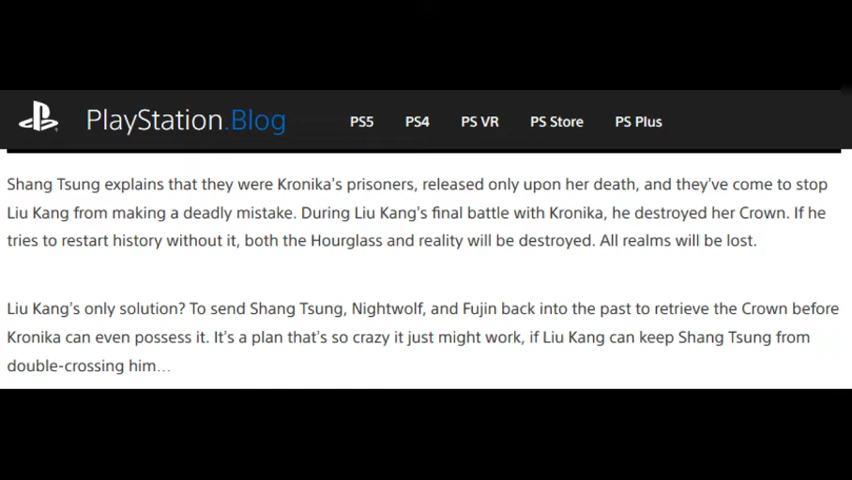 PlayStation.Blog PS5 PS4 PS VR PS Store PS Plus
Shang Tsung explains that they were Kronika's prisoners, released only upon her death, and they've come to stop
Liu Kang from making a deadly mistake. During Liu Kang's final battle with Kronika, he destroyed her Crown. If he
tries to restart history without it, both the Hourglass and reality will be destroyed. All realms will be lost.
Liu Kang's only solution? To send Shang Tsung, Nightwolf, and Fujin back into the past to retrieve the Crown before
Kronika can even possess it. It's a plan that's so crazy it just might work, if Liu Kang can keep Shang Tsung from
double-crossing him…